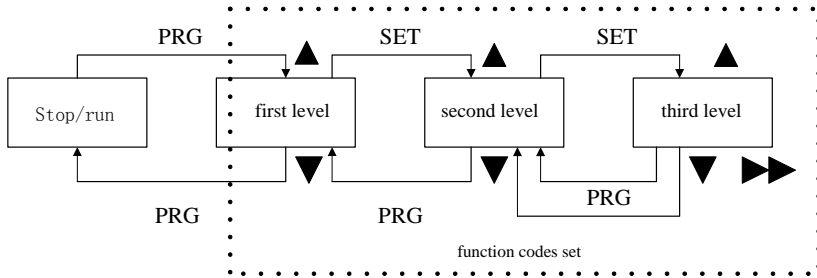 PRG
SET
SET
Stop/run
first level
second level
third level
PRG
PRG
PRG
function codes set